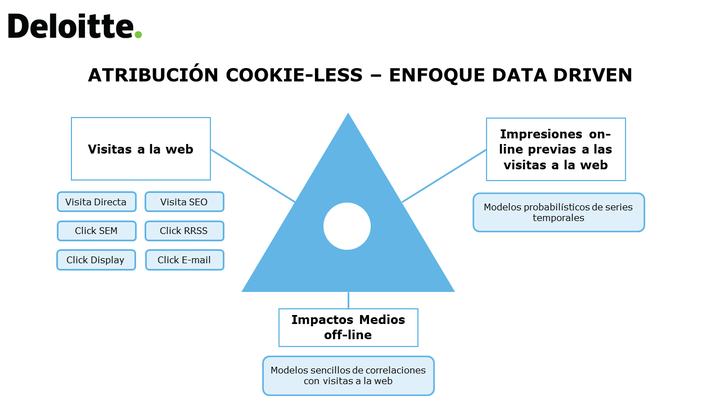 Deloitte.
ATRIBUCIÓN COOKIE-LESS – ENFOQUE DATA DRIVEN
Visitas a la web
Visita Directa
Visita SEO
Click SEM
Click RRSS
Click Display
Click E-mail
Impresiones on-
line previas a las
visitas a la web
Modelos probabilísticos de series
temporales
Impactos Medios
off-line
Modelos sencillos de correlaciones
con visitas a la web